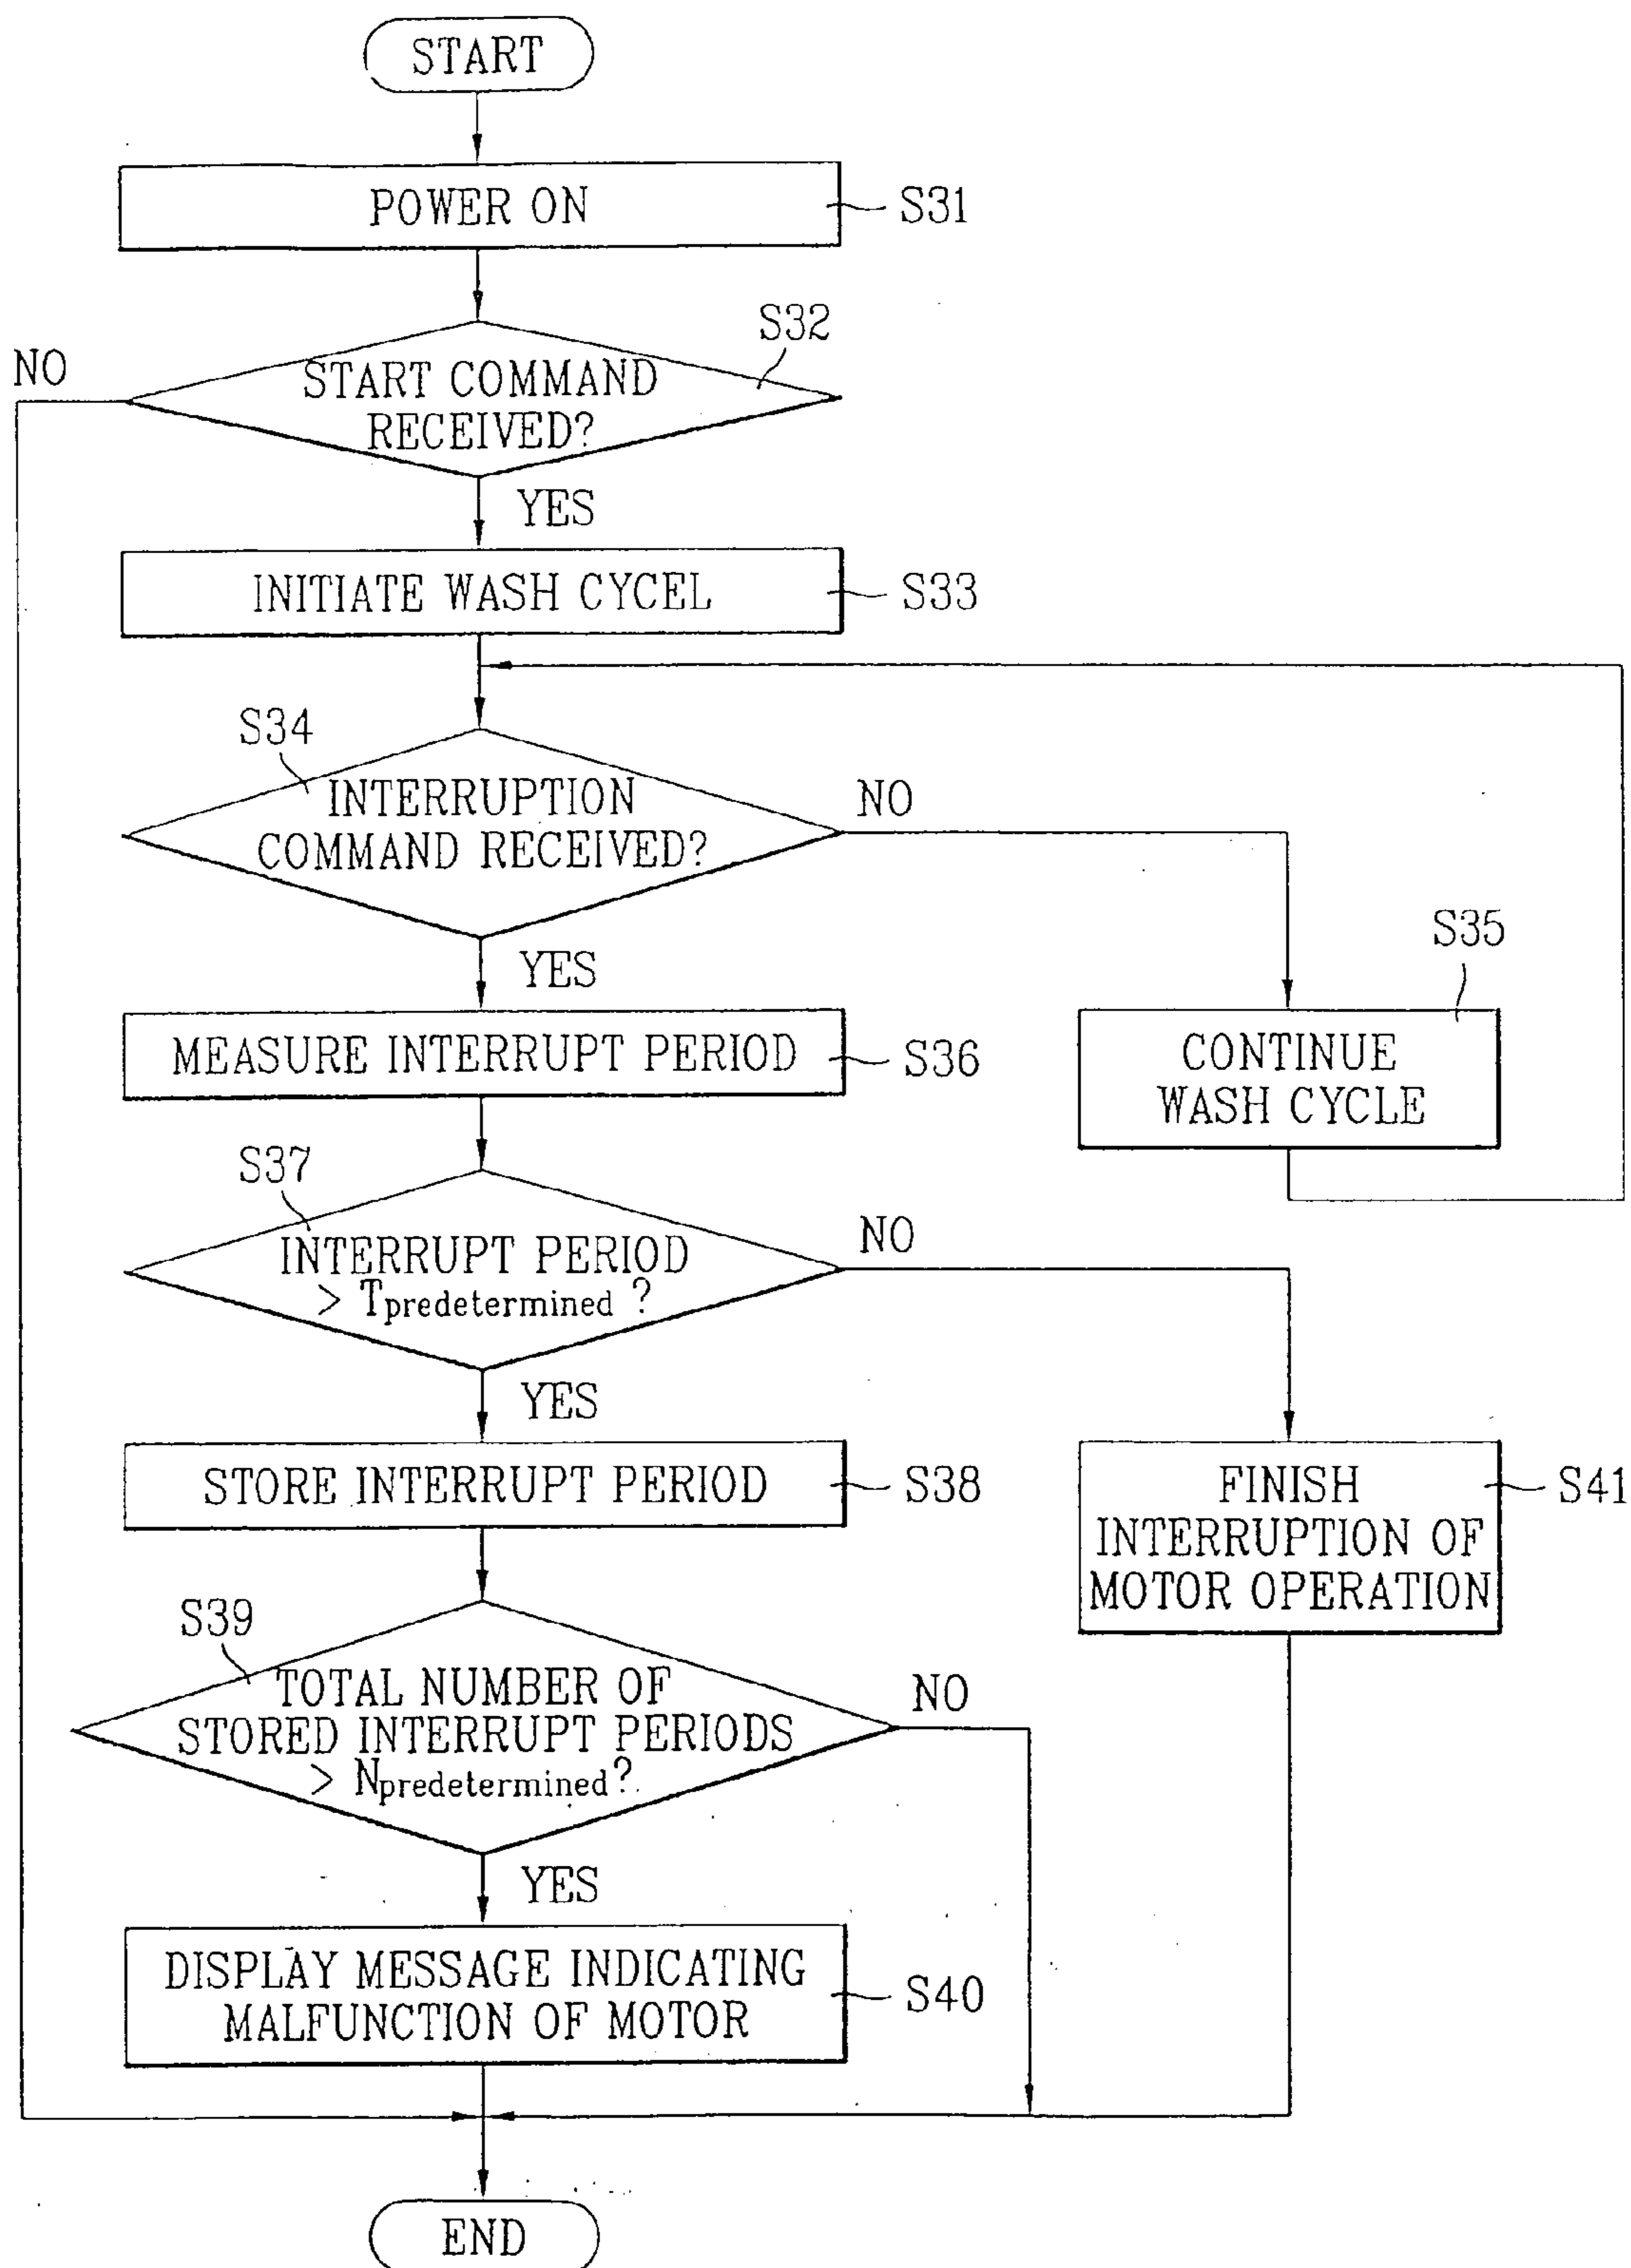 START
POWER ON
S31
S32
NO
START COMMAND
RECEIVED?
YES
INITIATE WASH CYCEL
S33
S34
INTERRUPTION
COMMAND RECEIVED?
NO
YES
S35
MEASURE INTERRUPT PERIOD
S36
CONTINUE
WASH CYCLE
S37
INTERRUPT PERIOD
> Tpredetermined ?
NO
YES
STORE INTERRUPT PERIOD
S38
FINISH
INTERRUPTION OF
MOTOR OPERATION
S41
S39
TOTAL NUMBER OF
STORED INTERRUPT PERIODS
> Npredetermined?
NO
YES
DISPLAY MESSAGE INDICATING
MALFUNCTION OF MOTOR
S40
END